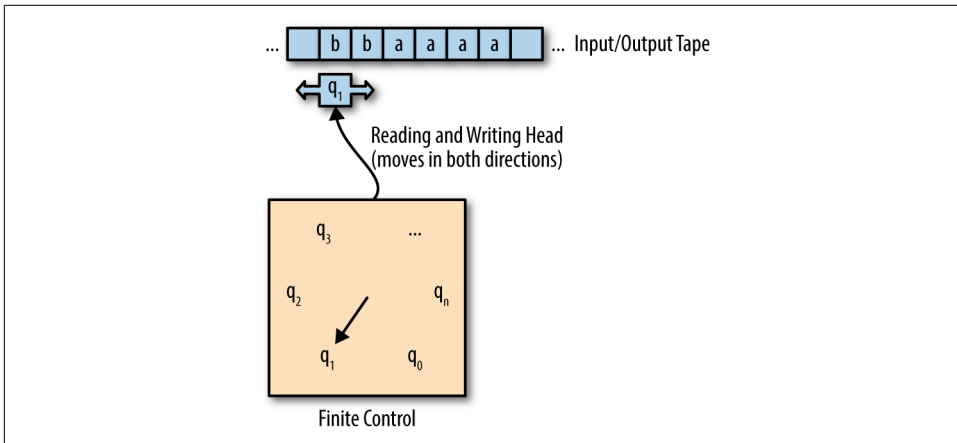 ... b b a a a a ... Input/Output Tape
q₁
Reading and Writing Head
(moves in both directions)
q₃ ...
q₂ qₙ
q₁ q₀
Finite Control